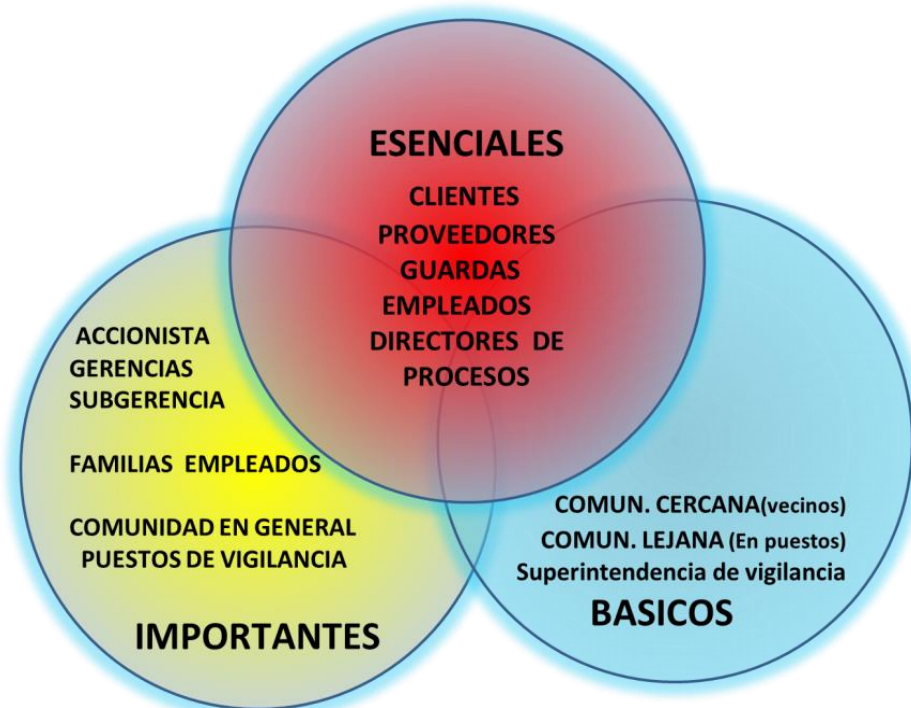 ESENCIALES
CLIENTES
PROVEEDORES
GUARDAS
EMPLEADOS
DIRECTORES DE
PROCESOS
ACCIONISTA
GERENCIAS
SUBGERENCIA
FAMILIAS EMPLEADOS
COMUNIDAD EN GENERAL
PUESTOS DE VIGILANCIA
IMPORTANTES
COMUN. CERCANA(vecinos)
COMUN. LEJANA (En puestos)
Superintendencia de vigilancia
BASICOS